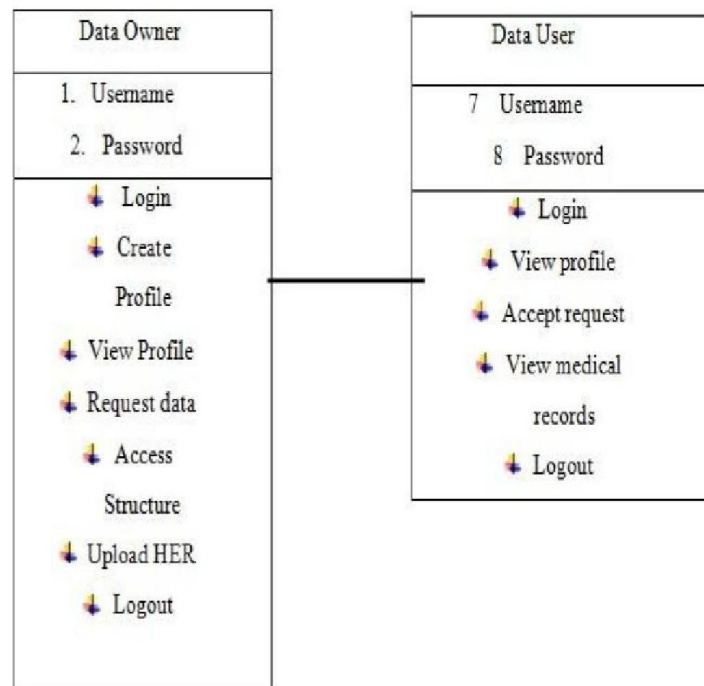 Data Owner
1. Username
2. Password
Login
Create
Profile
View Profile
Request data
Access
Structure
Upload HER
Logout
Data User
7 Username
8 Password
Login
View profile
Accept request
View medical
records
Logout